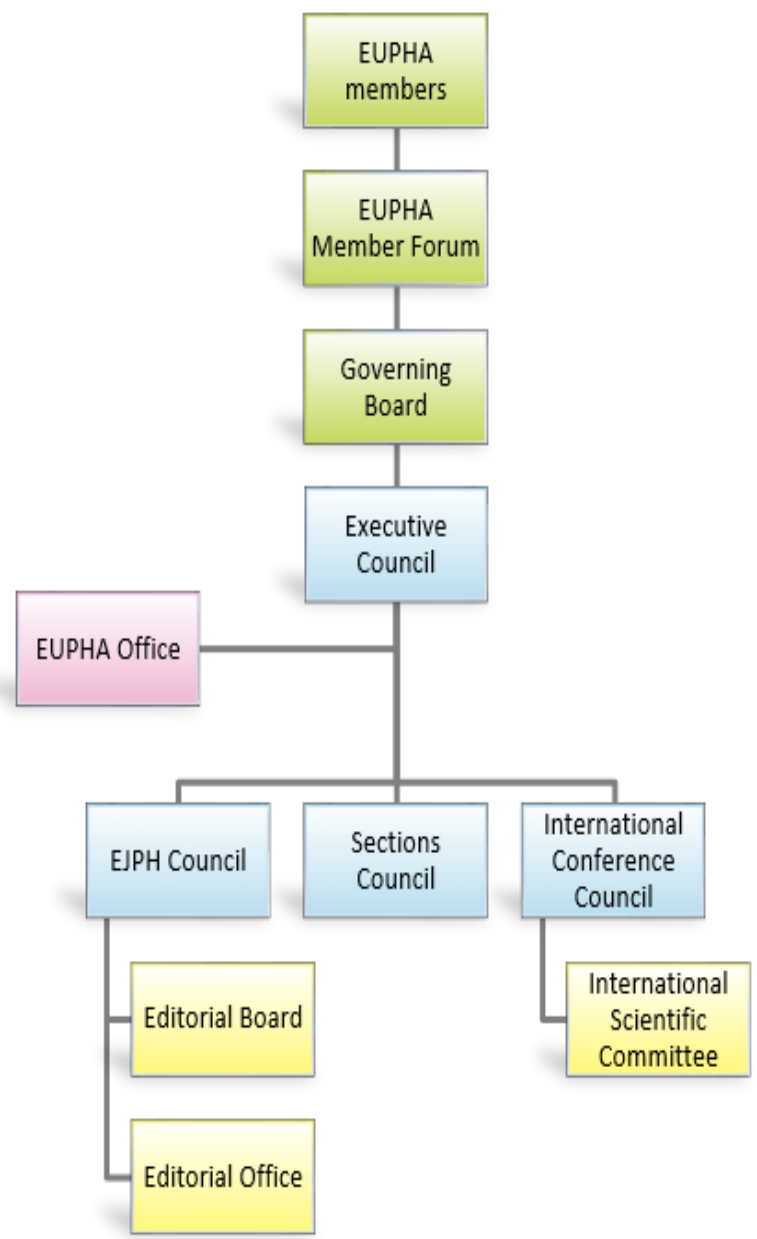 EUPHA
members
EUPHA
Member Forum
Governing
Board
Executive
Council
EUPHA Office
EJPH Council
Sections
Council
International
Conference
Council
Editorial Board
International
Scientific
Committee
Editorial Office